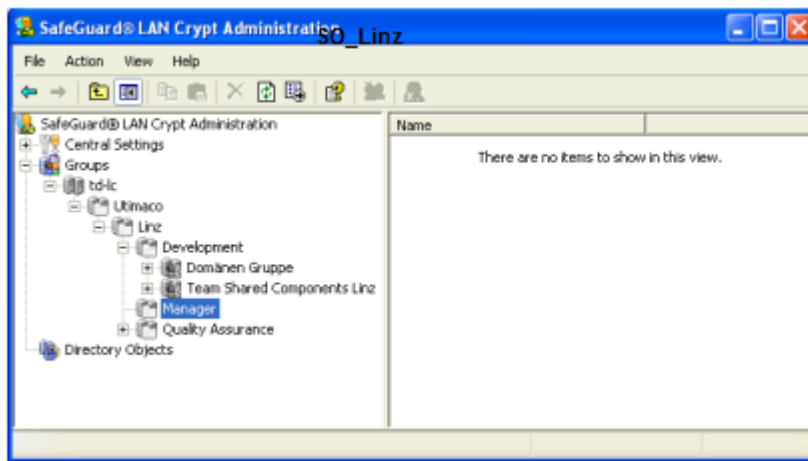 SafeGuard® LAN Crypt Administration
SO_Linz
File Action View Help
SafeGuard® LAN Crypt Administration
Central Settings
Groups
td-lc
Utimaco
Linz
Development
Domänen Gruppe
Team Shared Components Linz
Manager
Quality Assurance
Directory Objects
Name
There are no items to show in this view.